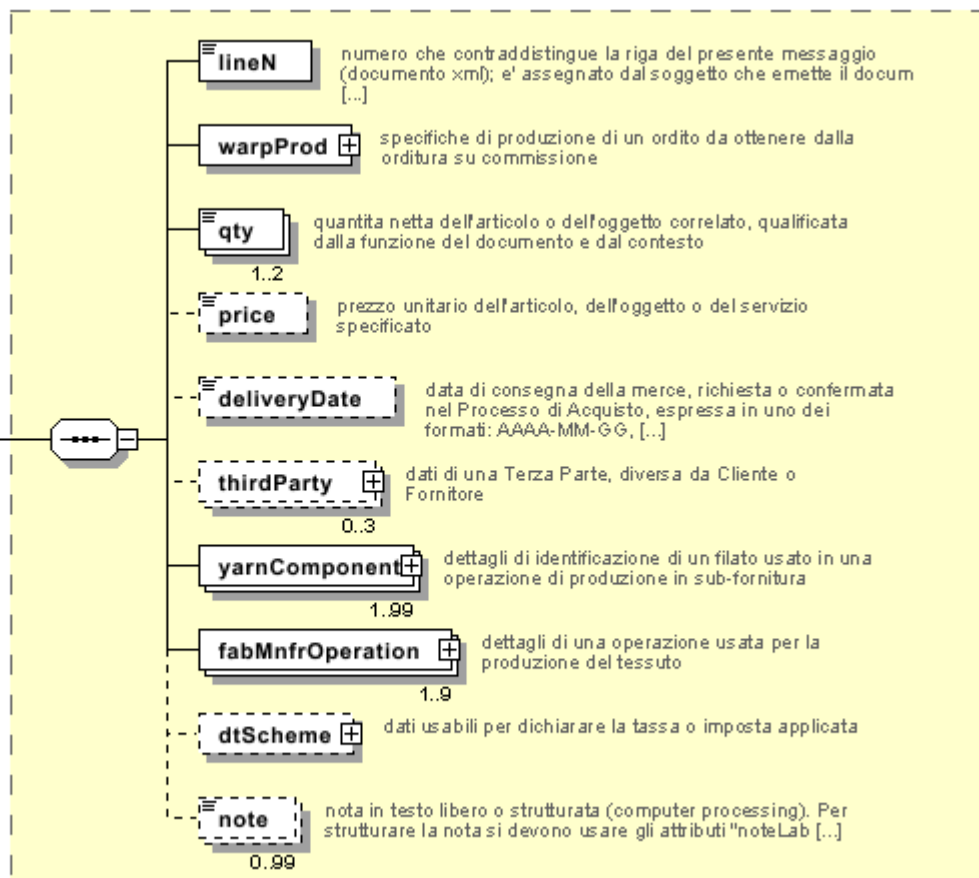 lineN
numero che contraddistingue la riga del presente messaggio
(documento xml); e' assegnato dal soggetto che emette il docum
[...]
warpProd
specifiche di produzione di un ordito da ottenere dalla
orditura su commissione
qty
quantita netta dell'articolo o dell'oggetto correlato, qualificata
dalla funzione del documento e dal contesto
1..2
price
prezzo unitario dell'articolo, dell'oggetto o del servizio
specificato
deliveryDate
data di consegna della merce, richiesta o confermata
nel Processo di Acquisto, espressa in uno dei
formati: AAAA-MM-GG, [...]
thirdParty
dati di una Terza Parte, diversa da Cliente o
Fornitore
0..3
yarnComponent
dettagli di identificazione di un filato usato in una
operazione di produzione in sub-fornitura
1..99
fabMnfrOperation
dettagli di una operazione usata per la
produzione del tessuto
1..9
dtScheme
dati usabili per dichiarare la tassa o imposta applicata
note
nota in testo libero o strutturata (computer processing). Per
strutturare la nota si devono usare gli attributi "noteLab [...]
0..99